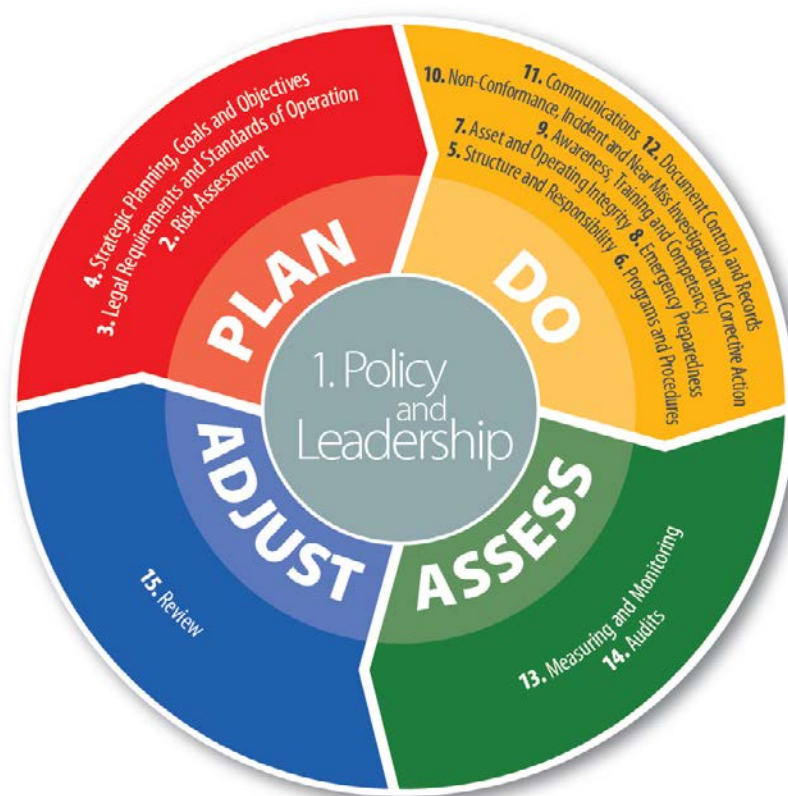 PLAN
4. Strategic Planning, Goals and Objectives
3. Legal Requirements and Standards of Operation
2. Risk Assessment
DO
11. Communications 12. Document Control and Records
10. Non-Conformance, Incident and Near Miss Investigation and Corrective Action
9. Awareness, Training and Competency
7. Asset and Operating Integrity 8. Emergency Preparedness
5. Structure and Responsibility 6. Programs and Procedures
1. Policy
and
Leadership
ASSESS
13. Measuring and Monitoring
14. Audits
ADJUST
15. Review